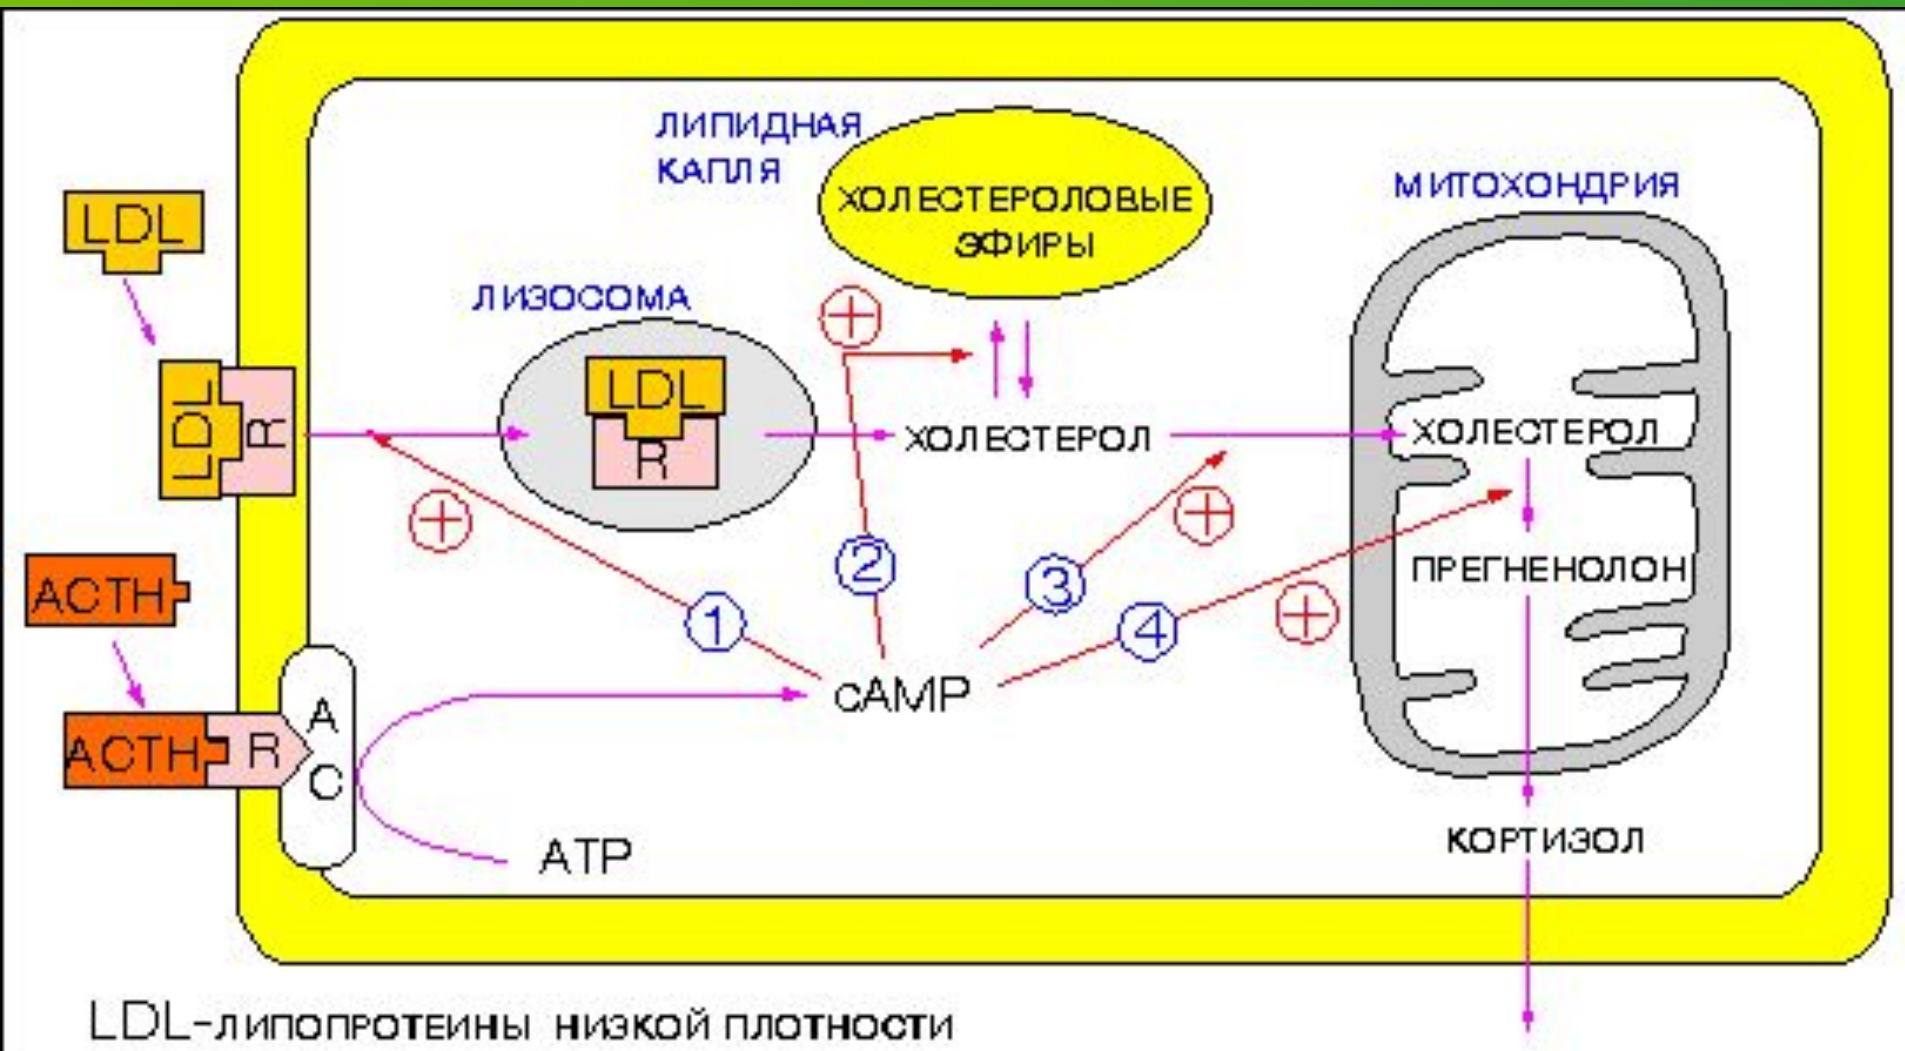 ЛИПИДНАЯ
КАПЛЯ
ХОЛЕСТЕРОЛОВЫЕ
ЭФИРЫ
МИТОХОНДРИЯ
LDL
ЛИЗОСОМА
LDL
R
LDL
R
ХОЛЕСТЕРОЛ
ХОЛЕСТЕРОЛ
ПРЕГНЕНОЛОН
ACTH
1
2
3
4
cAMP
ACTH
R
A
C
ATP
КОРТИЗОЛ
LDL-ЛИПОПРОТЕИНЫ НИЗКОЙ ПЛОТНОСТИ